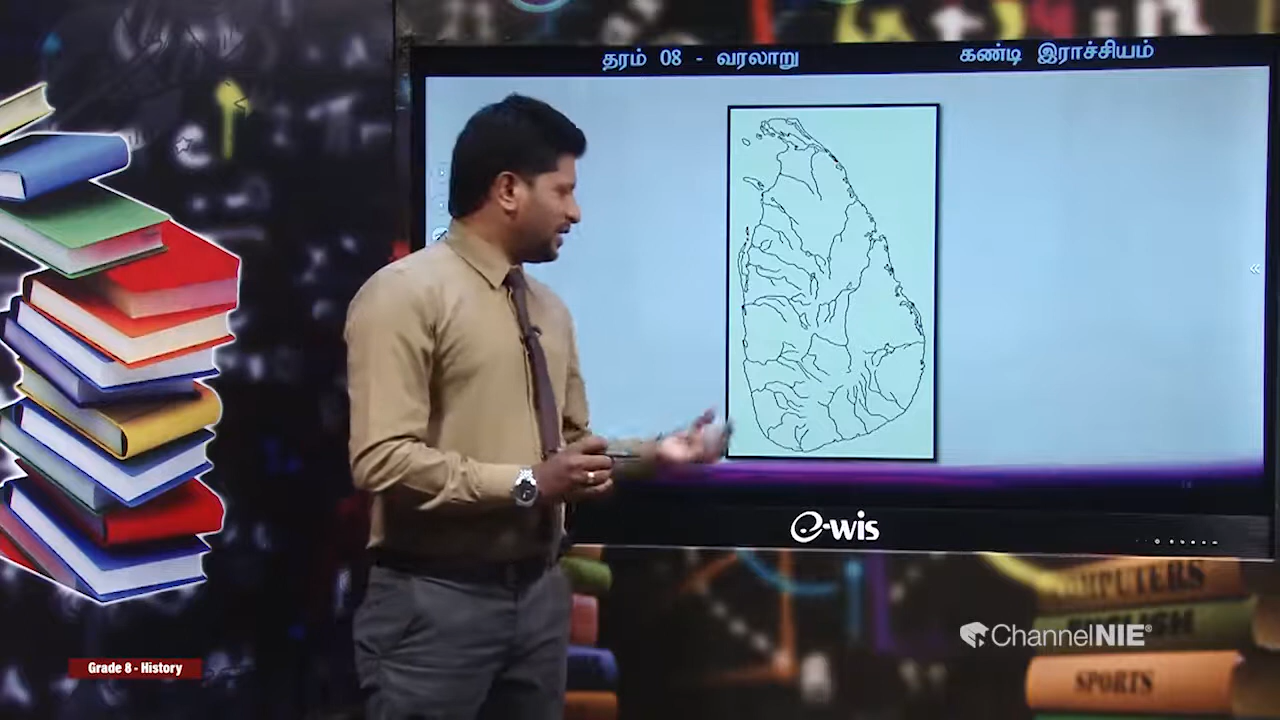 தரம் 08 - வரலாறு
கண்டி இராச்சியம்
e-wis
COMPUTERS
ChannelNIE®
Grade 8 - History
SPORTS